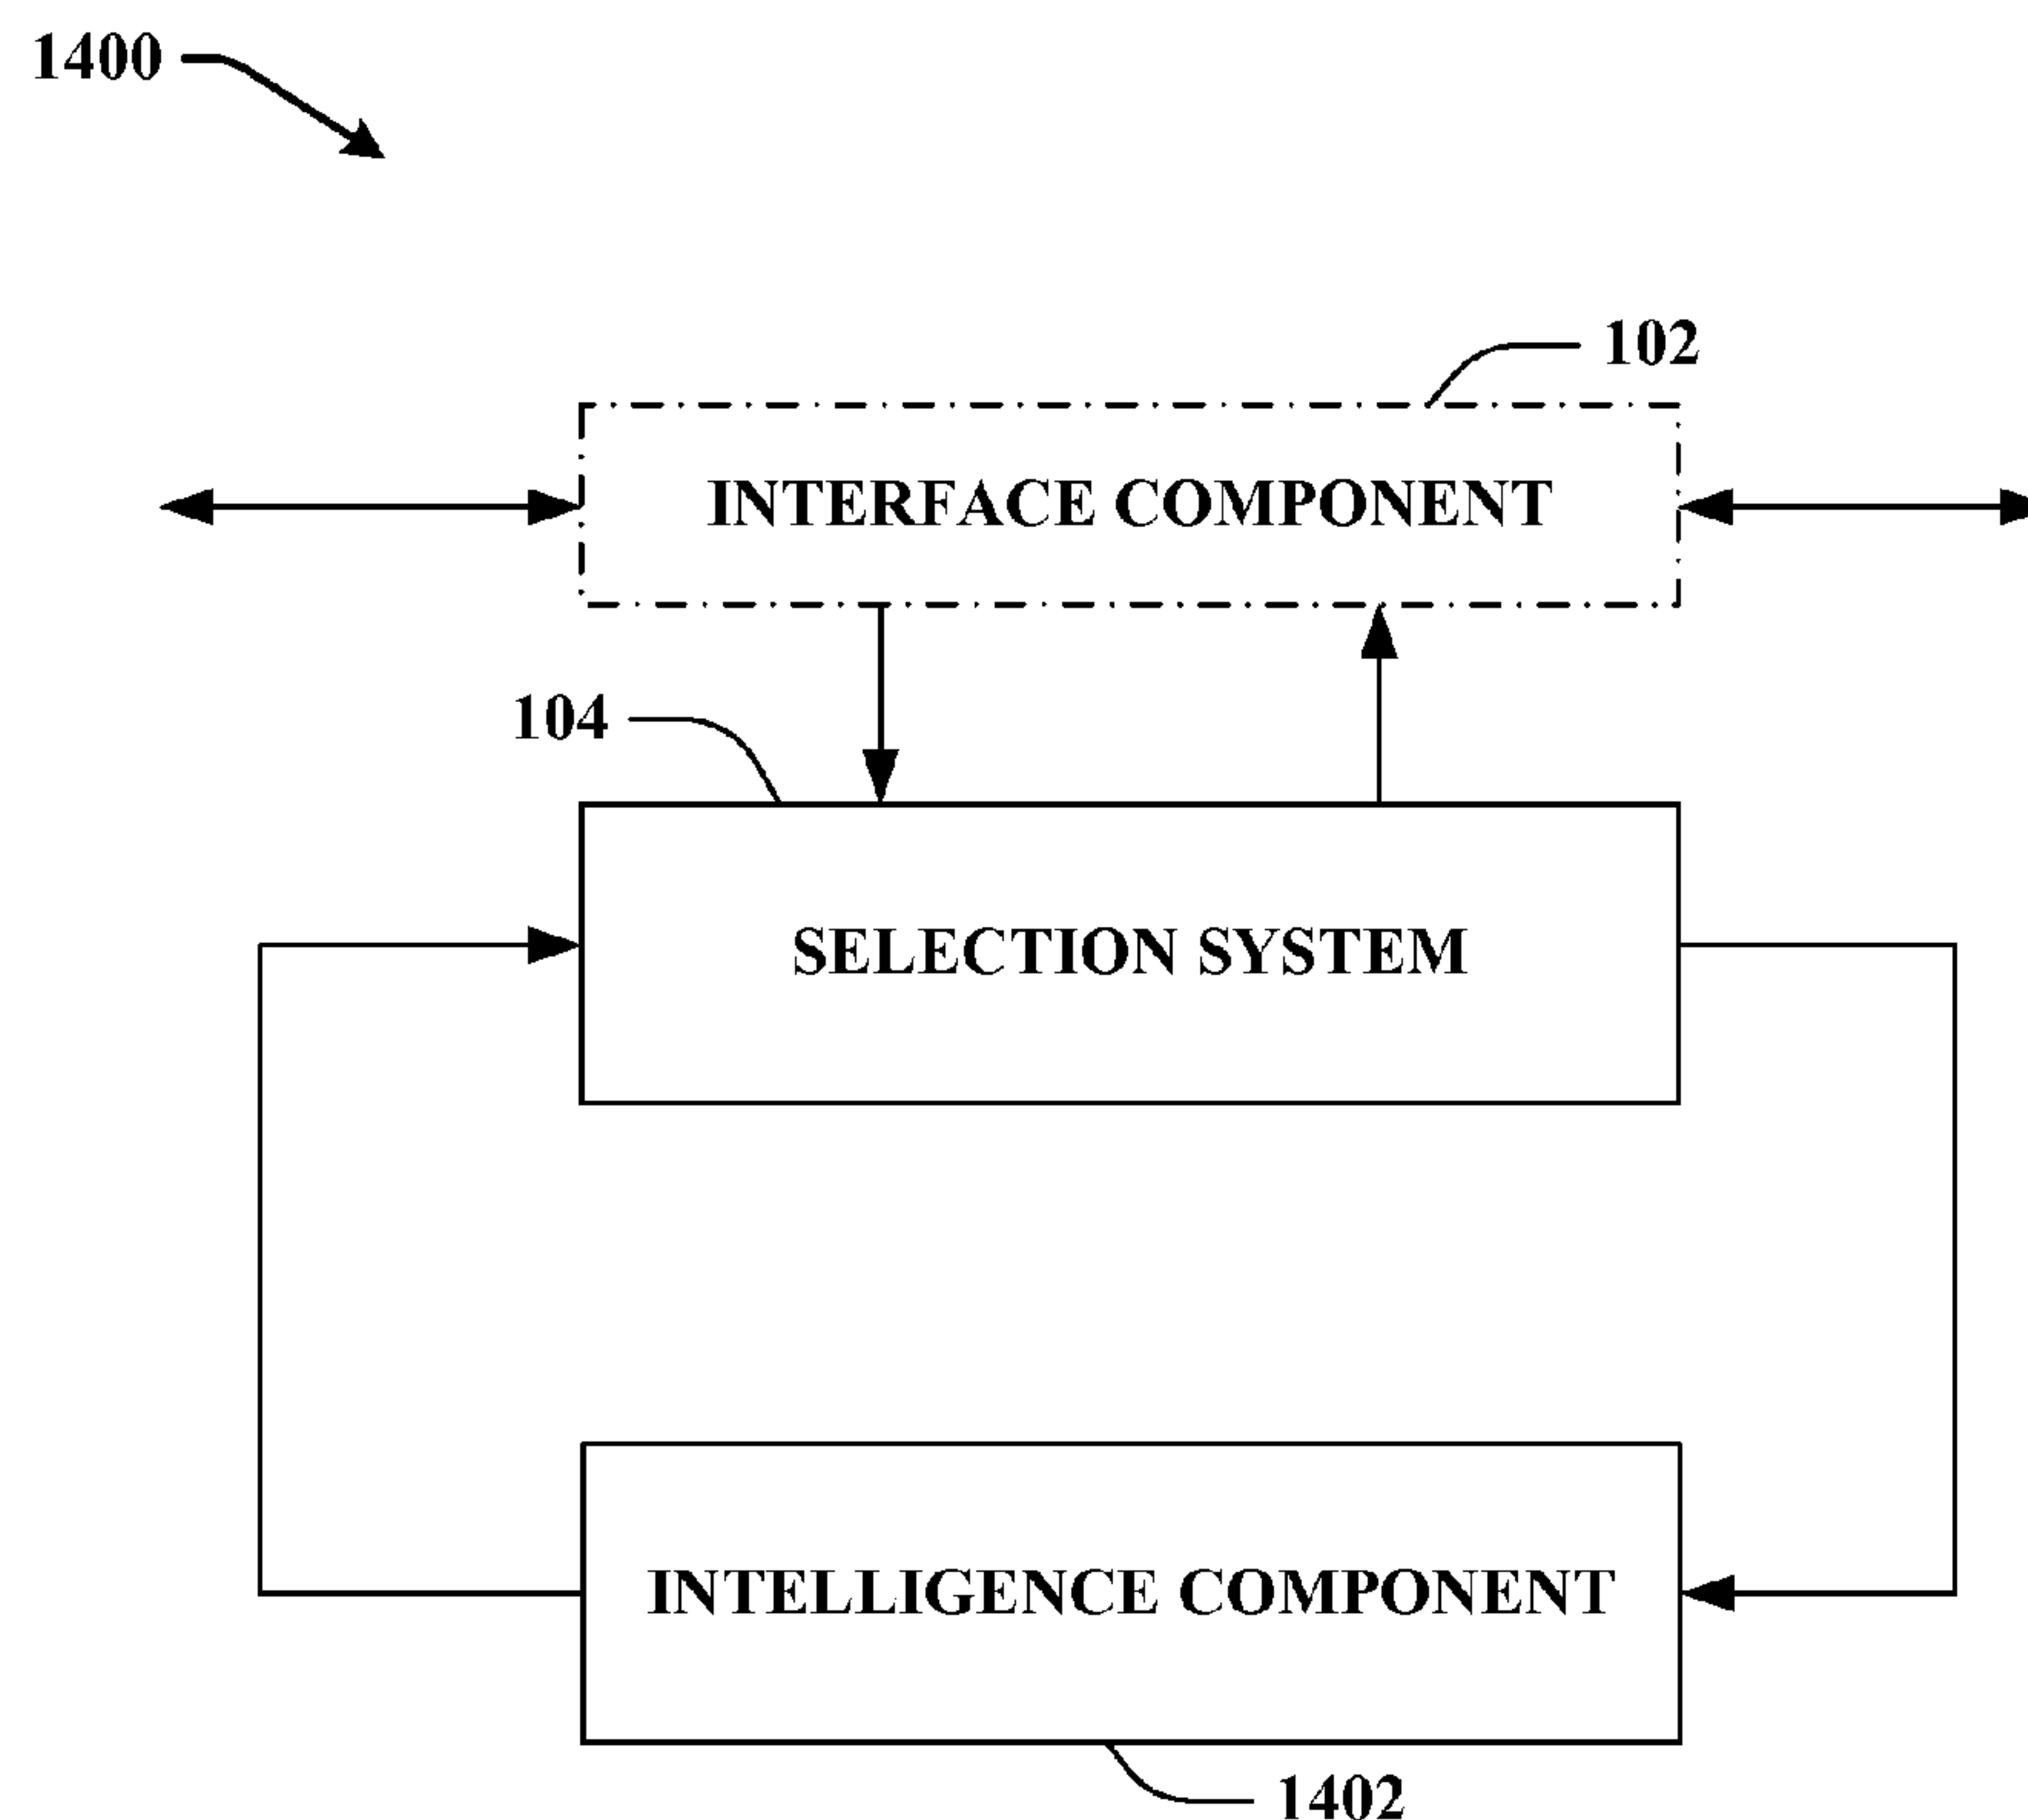 1400
102
INTERFACE COMPONENT
104
SELECTION SYSTEM
INTELLIGENCE COMPONENT
1402